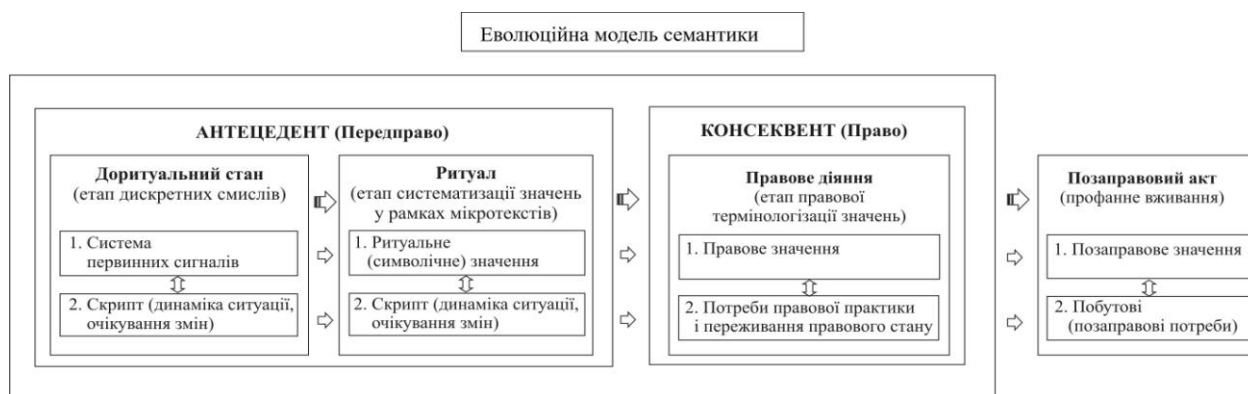 Еволюційна модель семантики
АНТЕЦЕДЕНТ (Передправо)
Доритуальний стан
(етап дискретних смислів)
1. Система
первинних сигналів
2. Скрипт (динаміка ситуації,
очікування змін)
Ритуал
(етап систематизації значень
у рамках мікротекстів)
1. Ритуальне
(символічне) значення
2. Скрипт (динаміка ситуації,
очікування змін)
КОНСЕКВЕНТ (Право)
Правове діяння
(етап правової
термінологізації значень)
1. Правове значення
2. Потреби правової практики
і переживання правового стану
Позаправовий акт
(профанне вживання)
1. Позаправове значення
2. Побутові
(позаправові потреби)